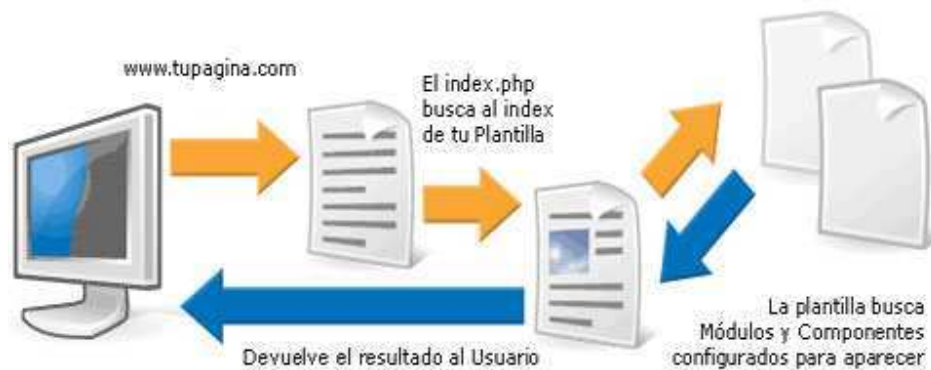 www.tupagina.com
El index.php
busca al index
de tu Plantilla
La plantilla busca
Módulos y Componentes
configurados para aparecer
Devuelve el resultado al Usuario